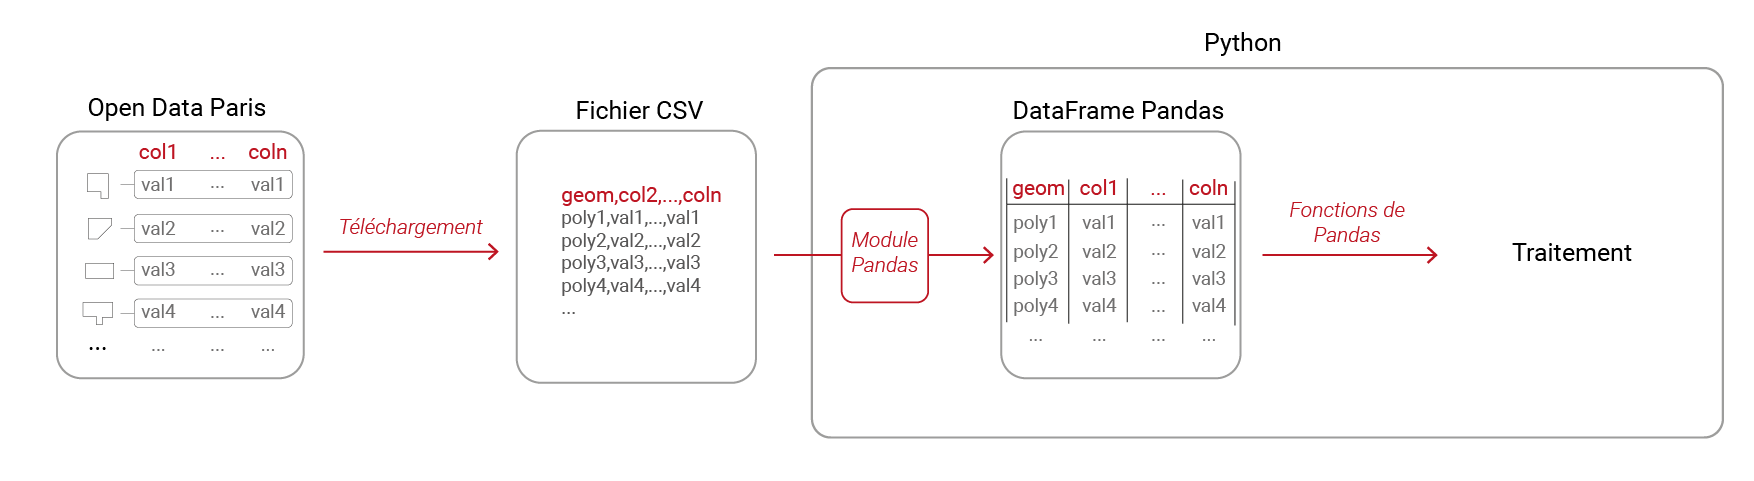 Python
Open Data Paris
col1 ... coln
val1 ... val1
val2 ... val2
val3 ... val3
val4 ... val4
... ... ... ...
Téléchargement
Fichier CSV
geom,col2,...,coln
poly1,val1,...,val1
poly2,val2,...,val2
poly3,val3,...,val3
poly4,val4,...,val4
...
Module
Pandas
DataFrame Pandas
geom col1 ... coln
poly1 val1 ... val1
poly2 val2 ... val2
poly3 val3 ... val3
poly4 val4 ... val4
... ... ... ...
Fonctions de
Pandas
Traitement